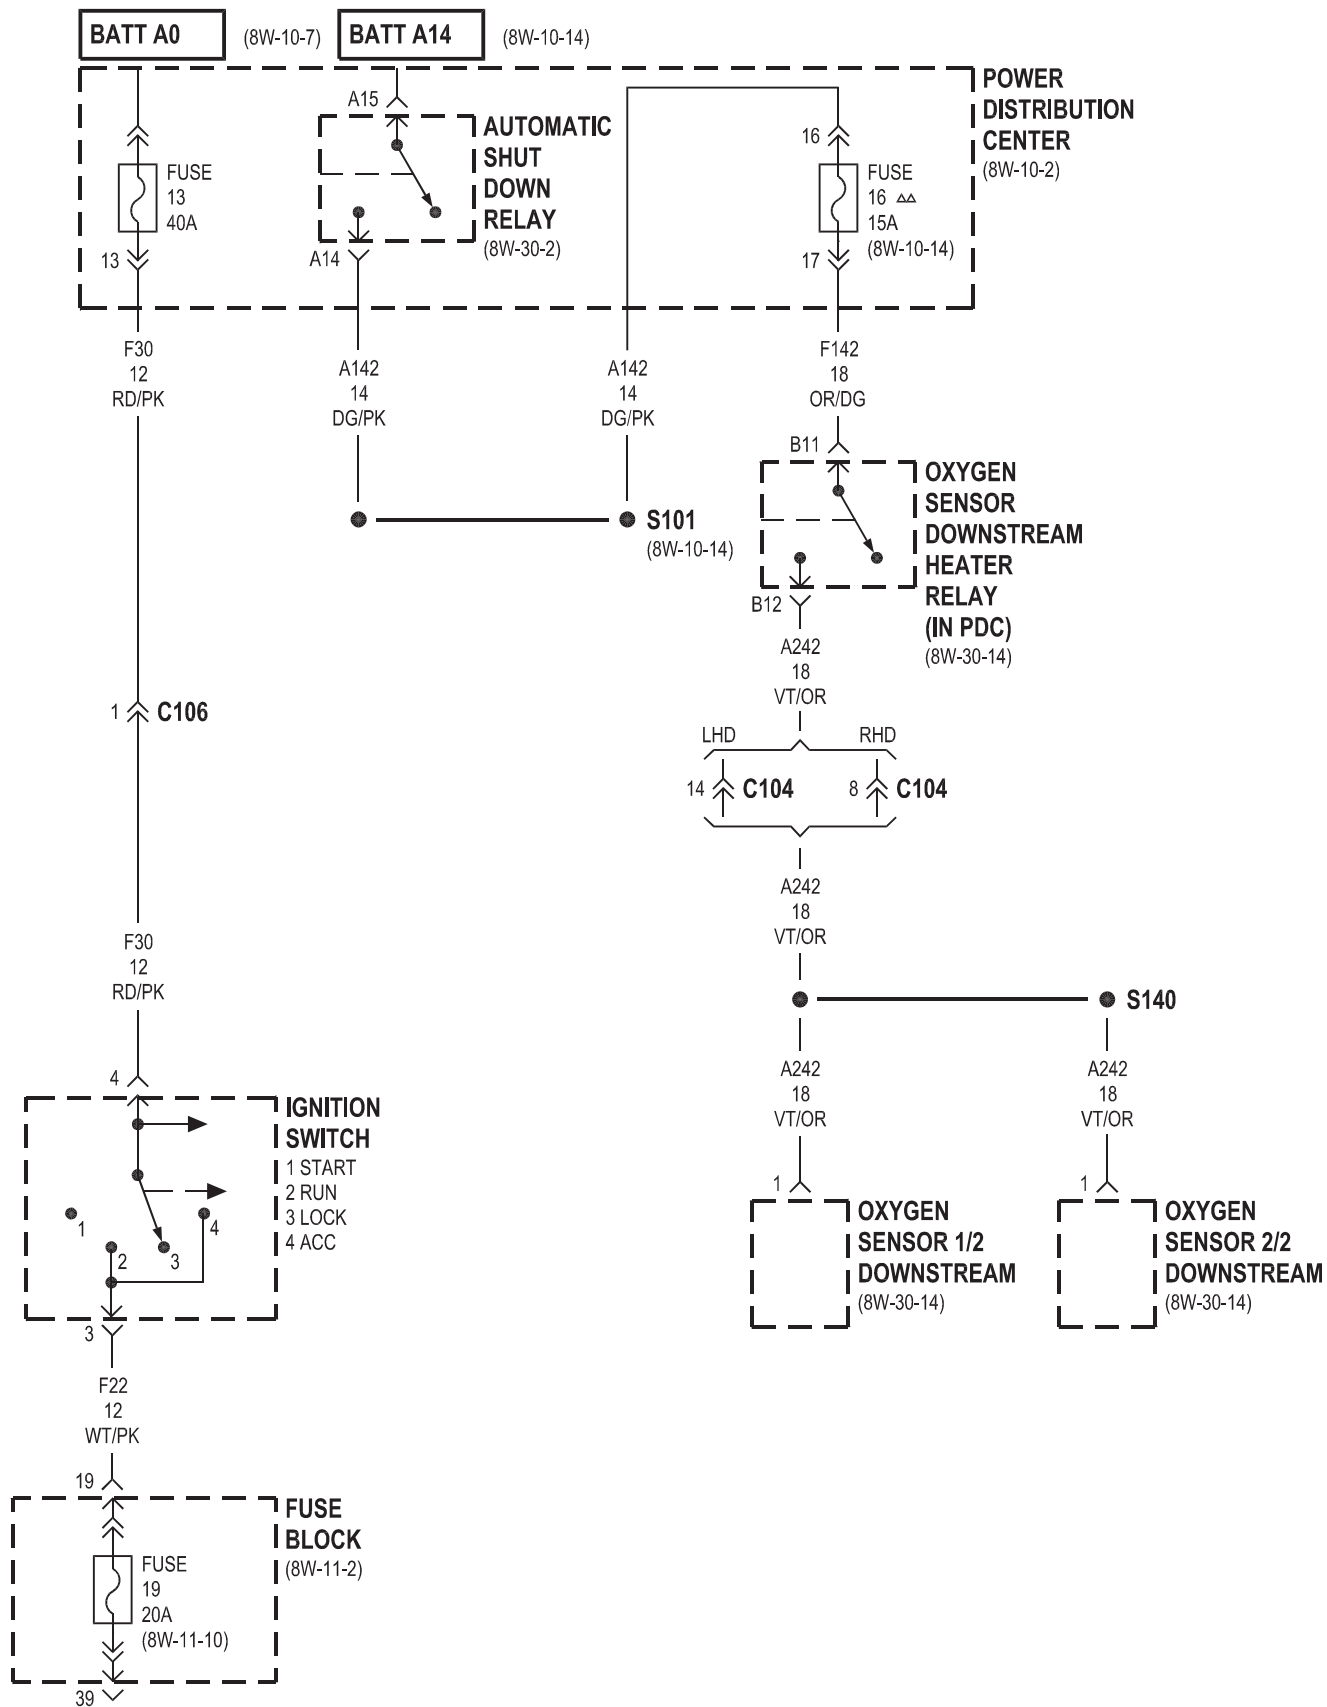 BATT A0
(8W-10-7)
BATT A14
(8W-10-14)
POWER
DISTRIBUTION
CENTER
(8W-10-2)
A15
AUTOMATIC
SHUT
DOWN
RELAY
(8W-30-2)
A14
FUSE
13
40A
13
16
FUSE
16 △△
15A
(8W-10-14)
17
F30
12
RD/PK
A142
14
DG/PK
A142
14
DG/PK
F142
18
OR/DG
S101
(8W-10-14)
B11
OXYGEN
SENSOR
DOWNSTREAM
HEATER
RELAY
(IN PDC)
(8W-30-14)
B12
A242
18
VT/OR
1
C106
LHD
RHD
14
C104
8
C104
A242
18
VT/OR
F30
12
RD/PK
S140
A242
18
VT/OR
A242
18
VT/OR
4
IGNITION
SWITCH
1 START
2 RUN
3 LOCK
4 ACC
1
2
3
4
3
1
OXYGEN
SENSOR 1/2
DOWNSTREAM
(8W-30-14)
1
OXYGEN
SENSOR 2/2
DOWNSTREAM
(8W-30-14)
F22
12
WT/PK
19
FUSE
BLOCK
(8W-11-2)
FUSE
19
20A
(8W-11-10)
39